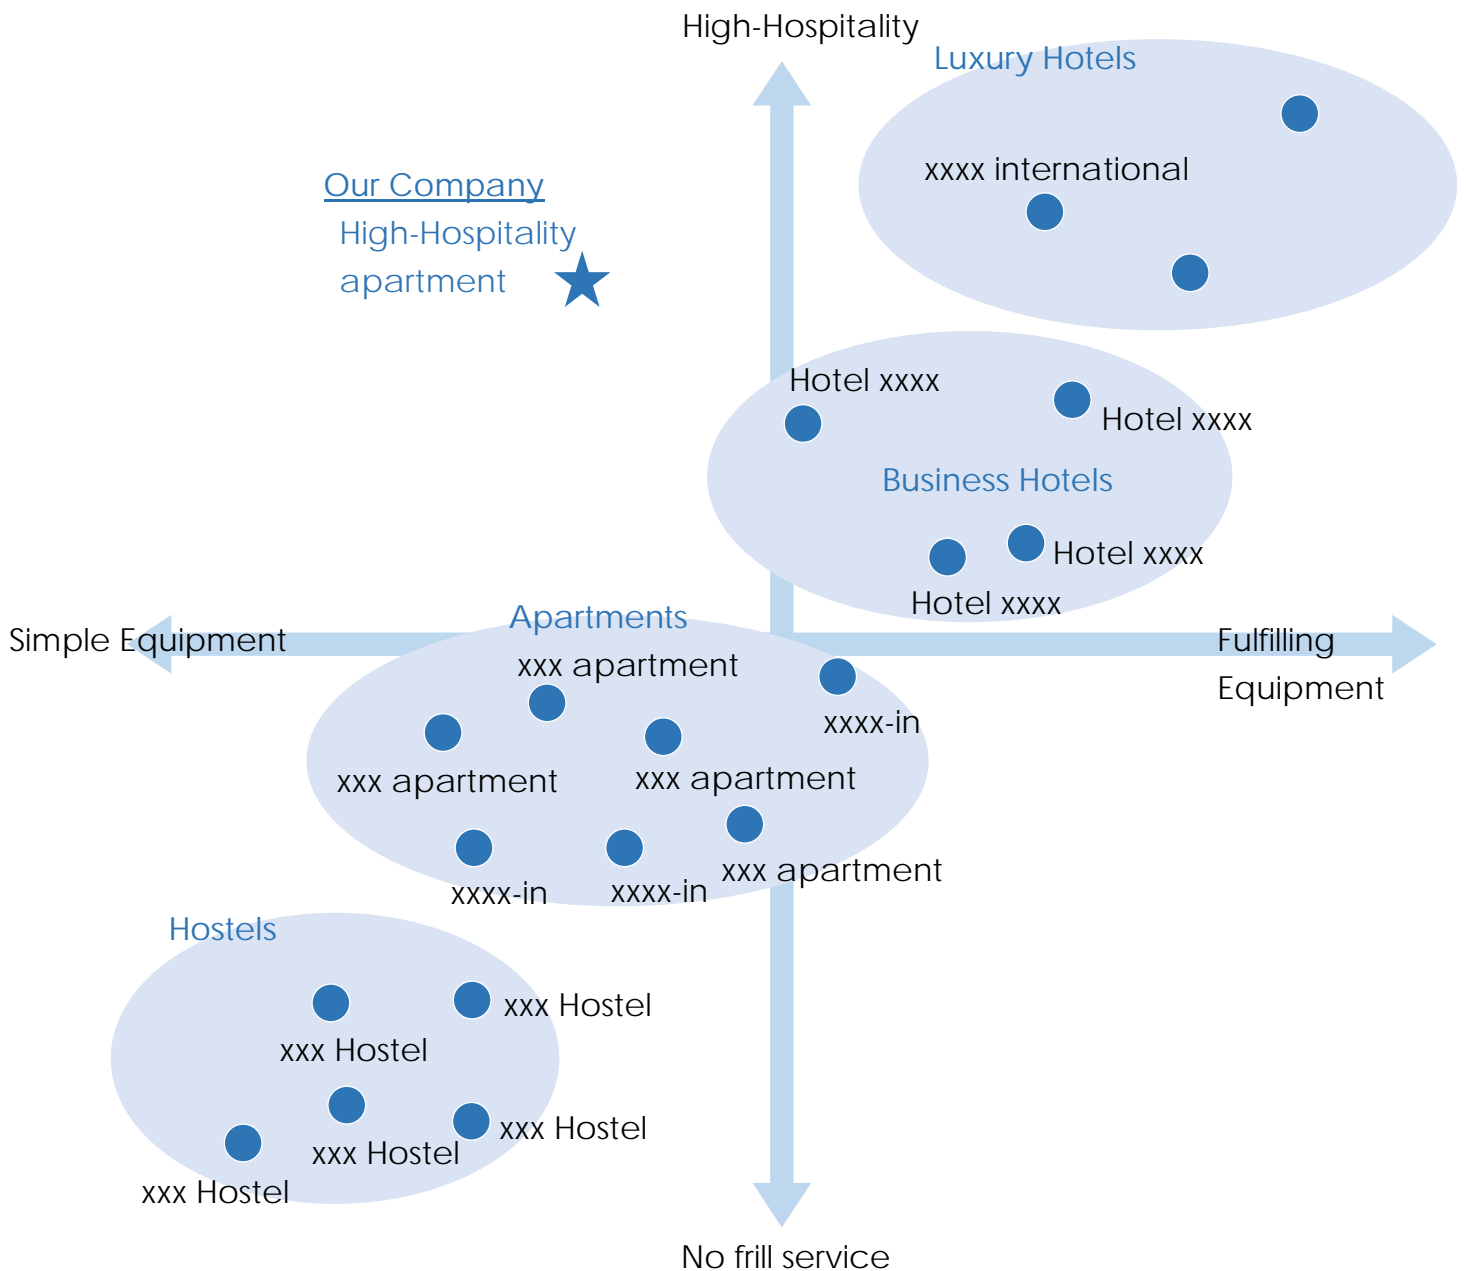 High-Hospitality
Luxury Hotels
xxxx international
Our Company
High-Hospitality
apartment
Hotel xxxx
Hotel xxxx
Business Hotels
Hotel xxxx
Hotel xxxx
Apartments
Simple Equipment
Fulfilling
Equipment
xxx apartment
xxxx-in
xxx apartment
xxx apartment
xxx apartment
xxxx-in
xxxx-in
Hostels
xxx Hostel
xxx Hostel
xxx Hostel
xxx Hostel
xxx Hostel
No frill service